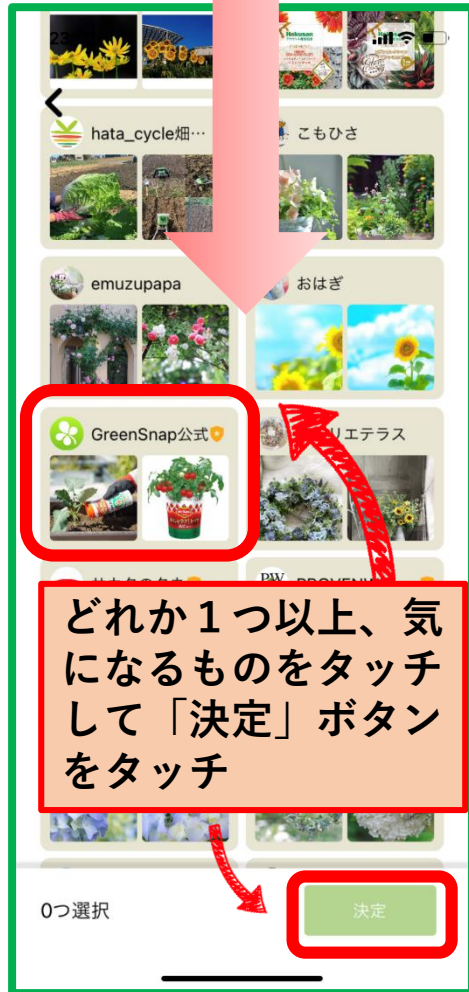 23
Hakusan
hata_cycle畑…
こもひさ
emuzupapa
おはぎ
GreenSnap公式
リエテラス
PW
どれか１つ以上、気
になるものをタッチ
して「決定」ボタン
をタッチ
0つ選択
決定